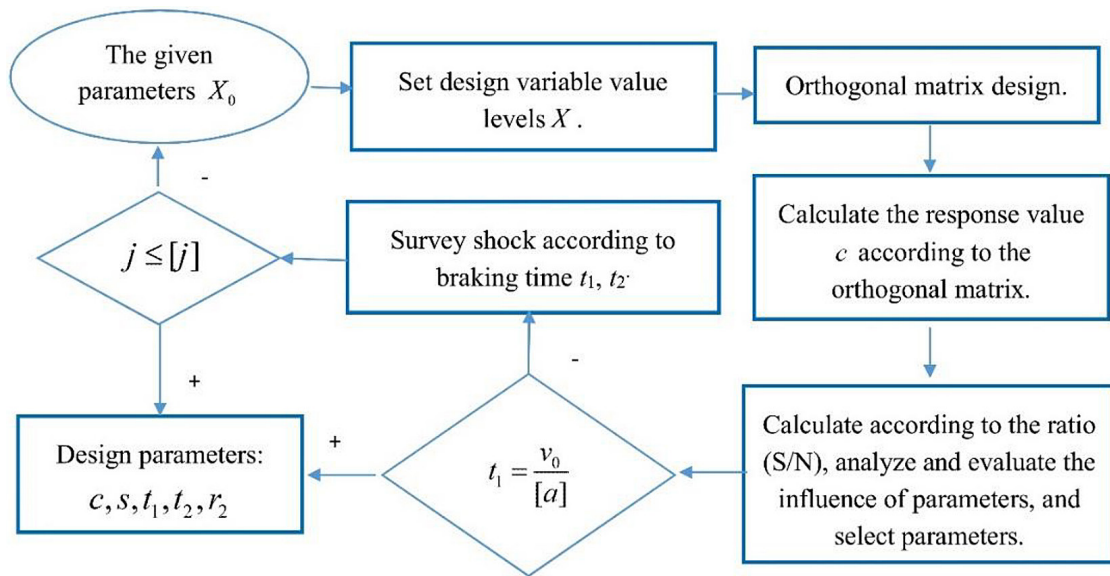 The given
parameters X₀
Set design variable value
levels X .
Orthogonal matrix design.
Calculate the response value
c according to the
orthogonal matrix.
Calculate according to the ratio
(S/N), analyze and evaluate the
influence of parameters, and
select parameters.
t₁ = v₀/[a]
-
+
Survey shock according to
braking time t₁, t₂.
j ≤ [j]
-
+
Design parameters:
c, s, t₁, t₂, r₂